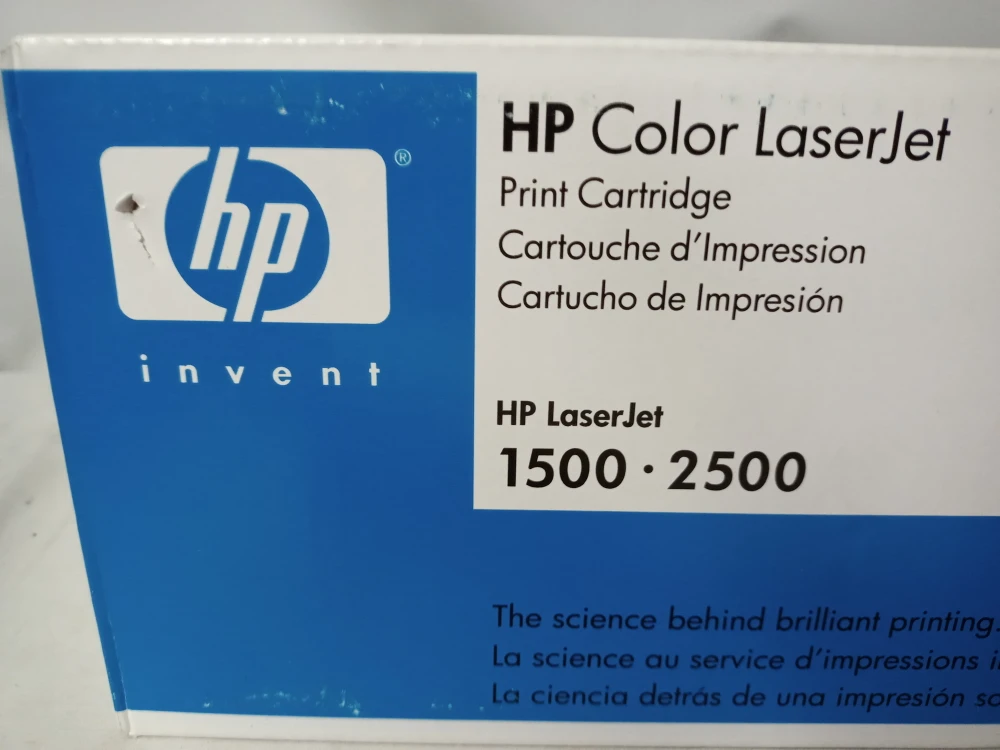 hp
®
invent
HP Color LaserJet
Print Cartridge
Cartouche d'Impression
Cartucho de Impresión
HP LaserJet
1500 · 2500
The science behind brilliant printing.
La science au service d'impressions
La ciencia detrás de una impresión